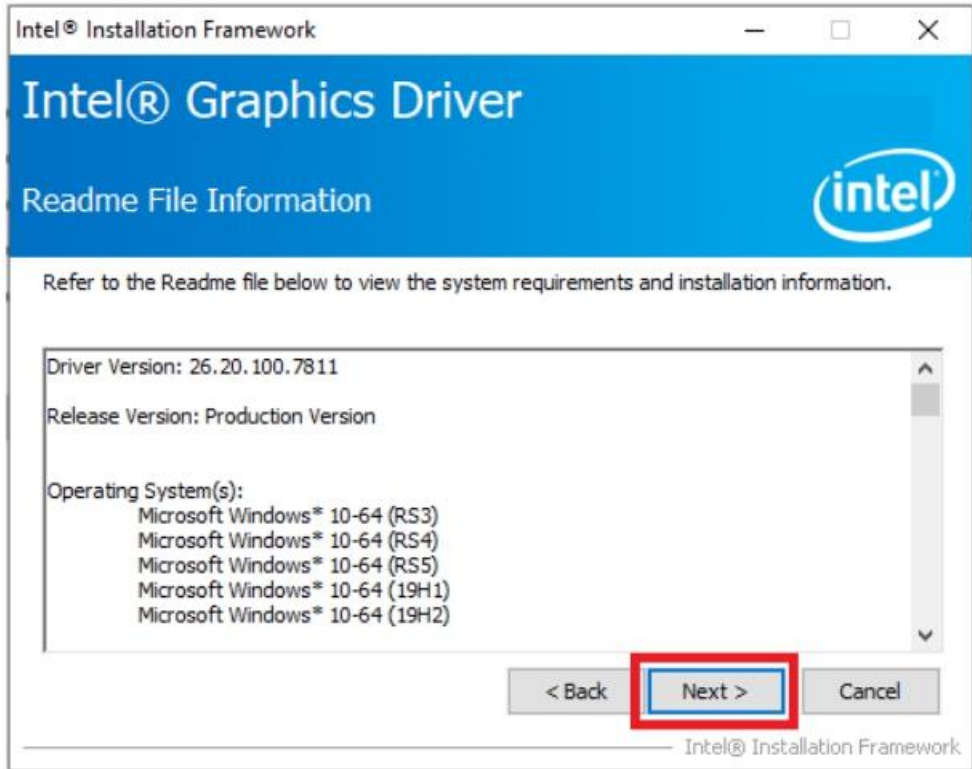 Intel® Installation Framework
Intel® Graphics Driver
Readme File Information
intel
Refer to the Readme file below to view the system requirements and installation information.
Driver Version: 26.20.100.7811
Release Version: Production Version
Operating System(s):
Microsoft Windows* 10-64 (RS3)
Microsoft Windows* 10-64 (RS4)
Microsoft Windows* 10-64 (RS5)
Microsoft Windows* 10-64 (19H1)
Microsoft Windows* 10-64 (19H2)
< Back Next > Cancel
Intel® Installation Framework